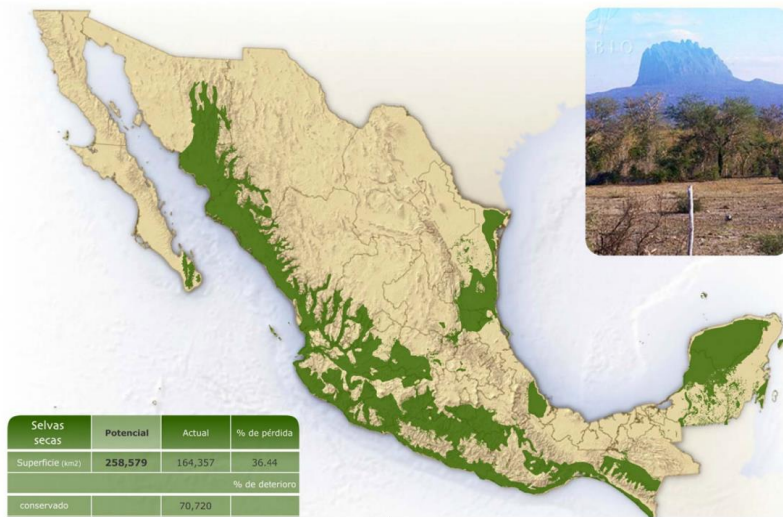 Selvas secas Potencial Actual % de pérdida
Superficie (km2) 258,579 164,357 36.44
% de deterioro
conservado 70,720